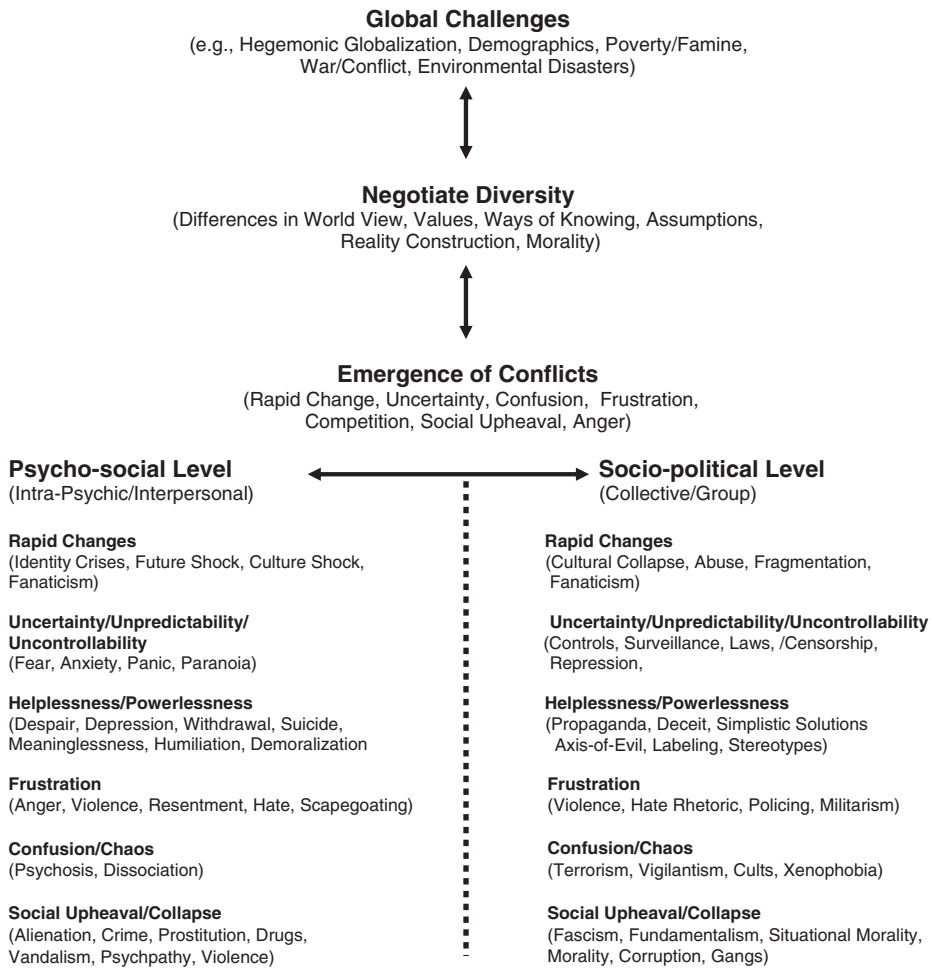 Global Challenges
(e.g., Hegemonic Globalization, Demographics, Poverty/Famine,
War/Conflict, Environmental Disasters)
Negotiate Diversity
(Differences in World View, Values, Ways of Knowing, Assumptions,
Reality Construction, Morality)
Emergence of Conflicts
(Rapid Change, Uncertainty, Confusion, Frustration,
Competition, Social Upheaval, Anger)
Psycho-social Level
(Intra-Psychic/Interpersonal)
Rapid Changes
(Identity Crises, Future Shock, Culture Shock,
Fanaticism)
Uncertainty/Unpredictability/
Uncontrollability
(Fear, Anxiety, Panic, Paranoia)
Helplessness/Powerlessness
(Despair, Depression, Withdrawal, Suicide,
Meaninglessness, Humiliation, Demoralization
Frustration
(Anger, Violence, Resentment, Hate, Scapegoating)
Confusion/Chaos
(Psychosis, Dissociation)
Social Upheaval/Collapse
(Alienation, Crime, Prostitution, Drugs,
Vandalism, Psychpathy, Violence)
Socio-political Level
(Collective/Group)
Rapid Changes
(Cultural Collapse, Abuse, Fragmentation,
Fanaticism)
Uncertainty/Unpredictability/Uncontrollability
(Controls, Surveillance, Laws, /Censorship,
Repression,
Helplessness/Powerlessness
(Propaganda, Deceit, Simplistic Solutions
Axis-of-Evil, Labeling, Stereotypes)
Frustration
(Violence, Hate Rhetoric, Policing, Militarism)
Confusion/Chaos
(Terrorism, Vigilantism, Cults, Xenophobia)
Social Upheaval/Collapse
(Fascism, Fundamentalism, Situational Morality,
Morality, Corruption, Gangs)